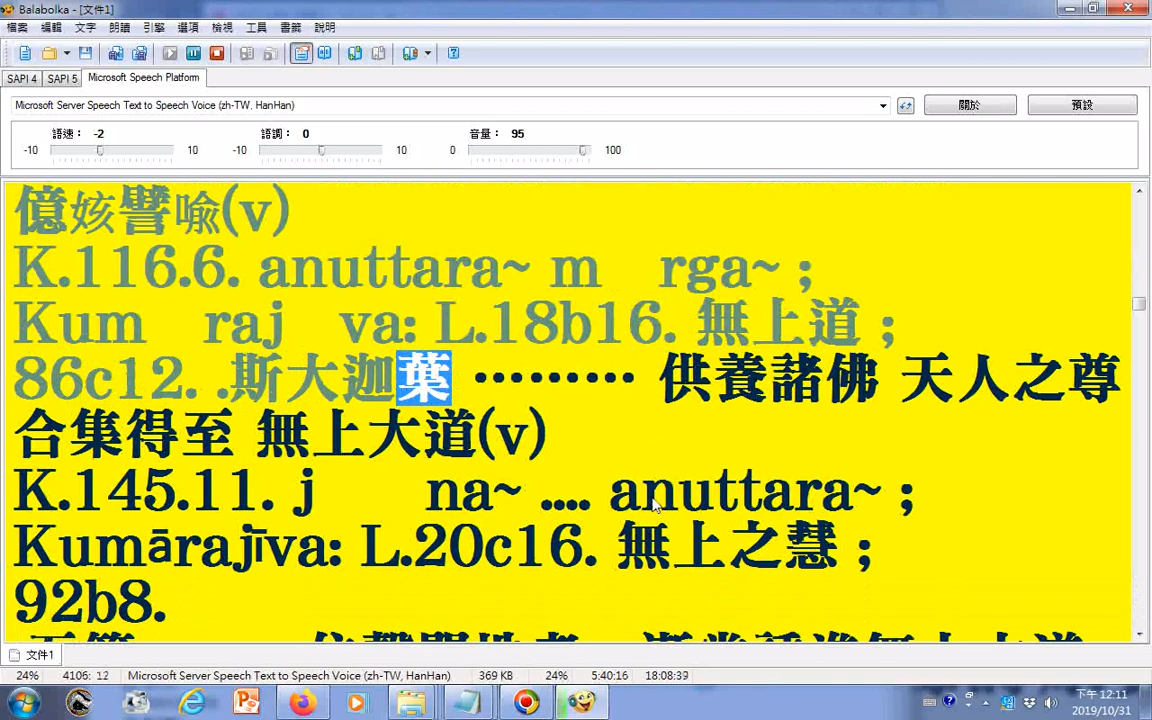 Balabolka - [文件1]
檔案 編輯 文字 朗讀 引擎 選項 檢視 工具 書籤 說明
SAPI 4 SAPI 5 Microsoft Speech Platform
Microsoft Server Speech Text to Speech Voice (zh-TW, HanHan) 關於 預設
語速： -2 語調： 0 音量： 95
-10 10 -10 10 0 100
億姟譬喻(v)
K.116.6. anuttara~ m rga~ ;
Kum raj va: L.18b16. 無上道 ;
86c12. .斯大迦葉 ‧‧‧‧‧‧‧‧‧ 供養諸佛 天人之尊
合集得至 無上大道(v)
K.145.11. j na~ .... anuttara~ ;
Kumārajīva: L.20c16. 無上之慧 ;
92b8.
文件1
24% 4106: 12 Microsoft Server Speech Text to Speech Voice (zh-TW, HanHan) 369 KB 24% 5:40:16 18:08:39
下午 12:11
2019/10/31